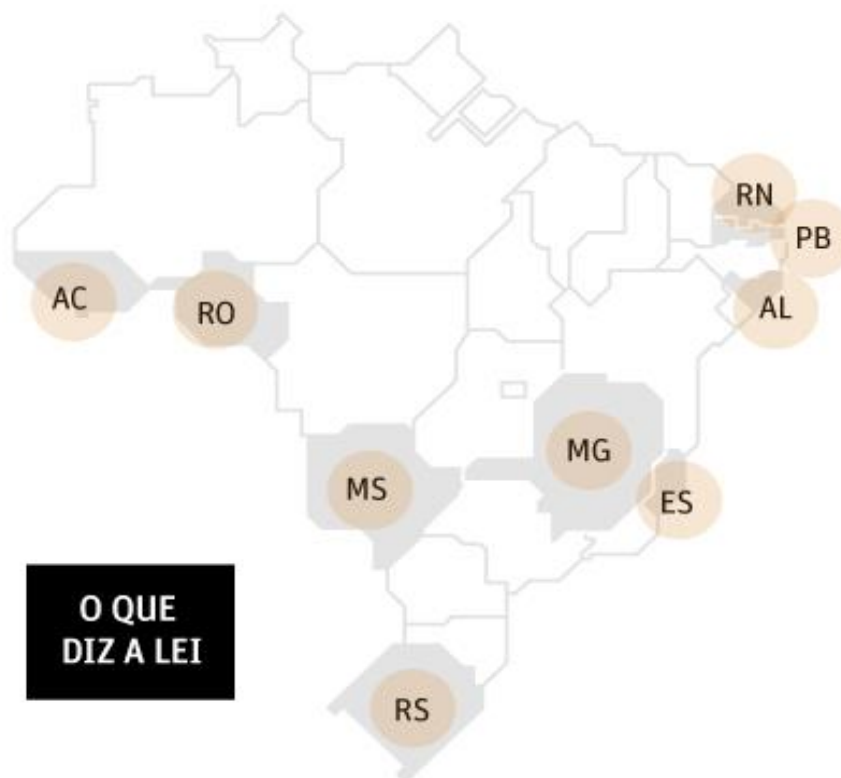 RN
PB
AC
RO
AL
MG
MS
ES
O QUE
DIZ A LEI
RS